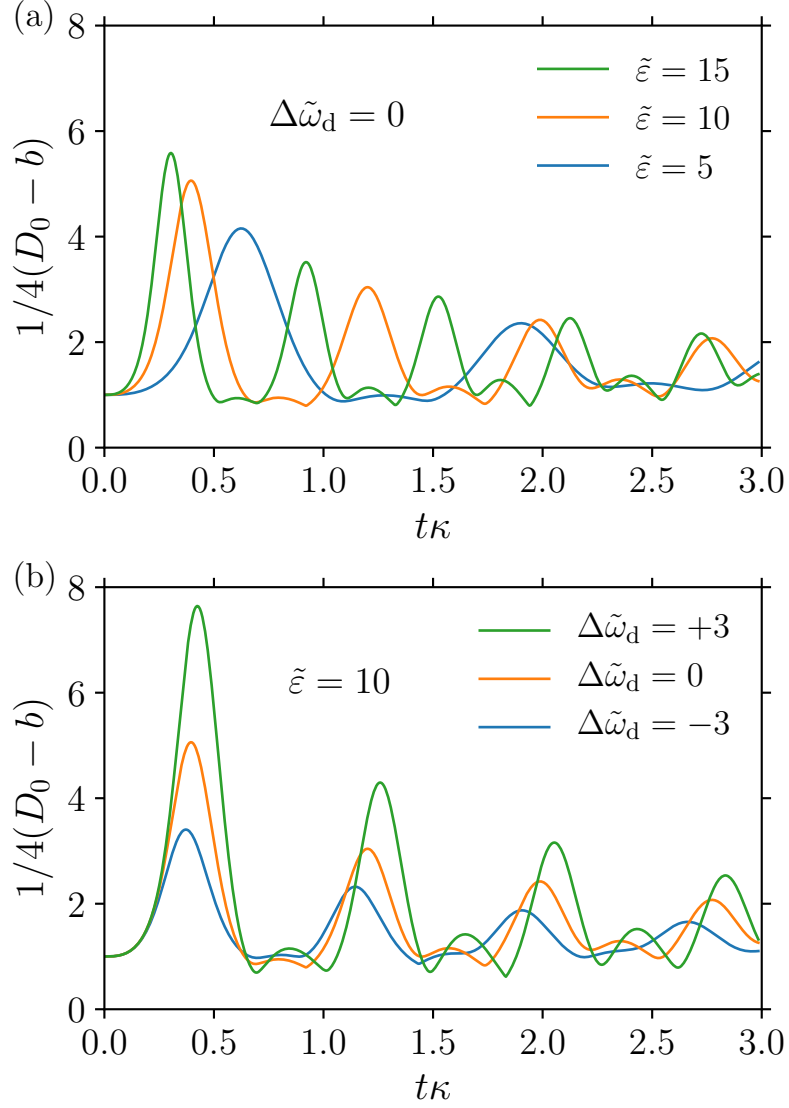 (a)
8
6
4
2
0
1/4(D₀ − b)
Δω̃_d = 0
ε̃ = 15
ε̃ = 10
ε̃ = 5
0.0 0.5 1.0 1.5 2.0 2.5 3.0
tκ
(b)
8
6
4
2
0
1/4(D₀ − b)
ε̃ = 10
Δω̃_d = +3
Δω̃_d = 0
Δω̃_d = −3
0.0 0.5 1.0 1.5 2.0 2.5 3.0
tκ